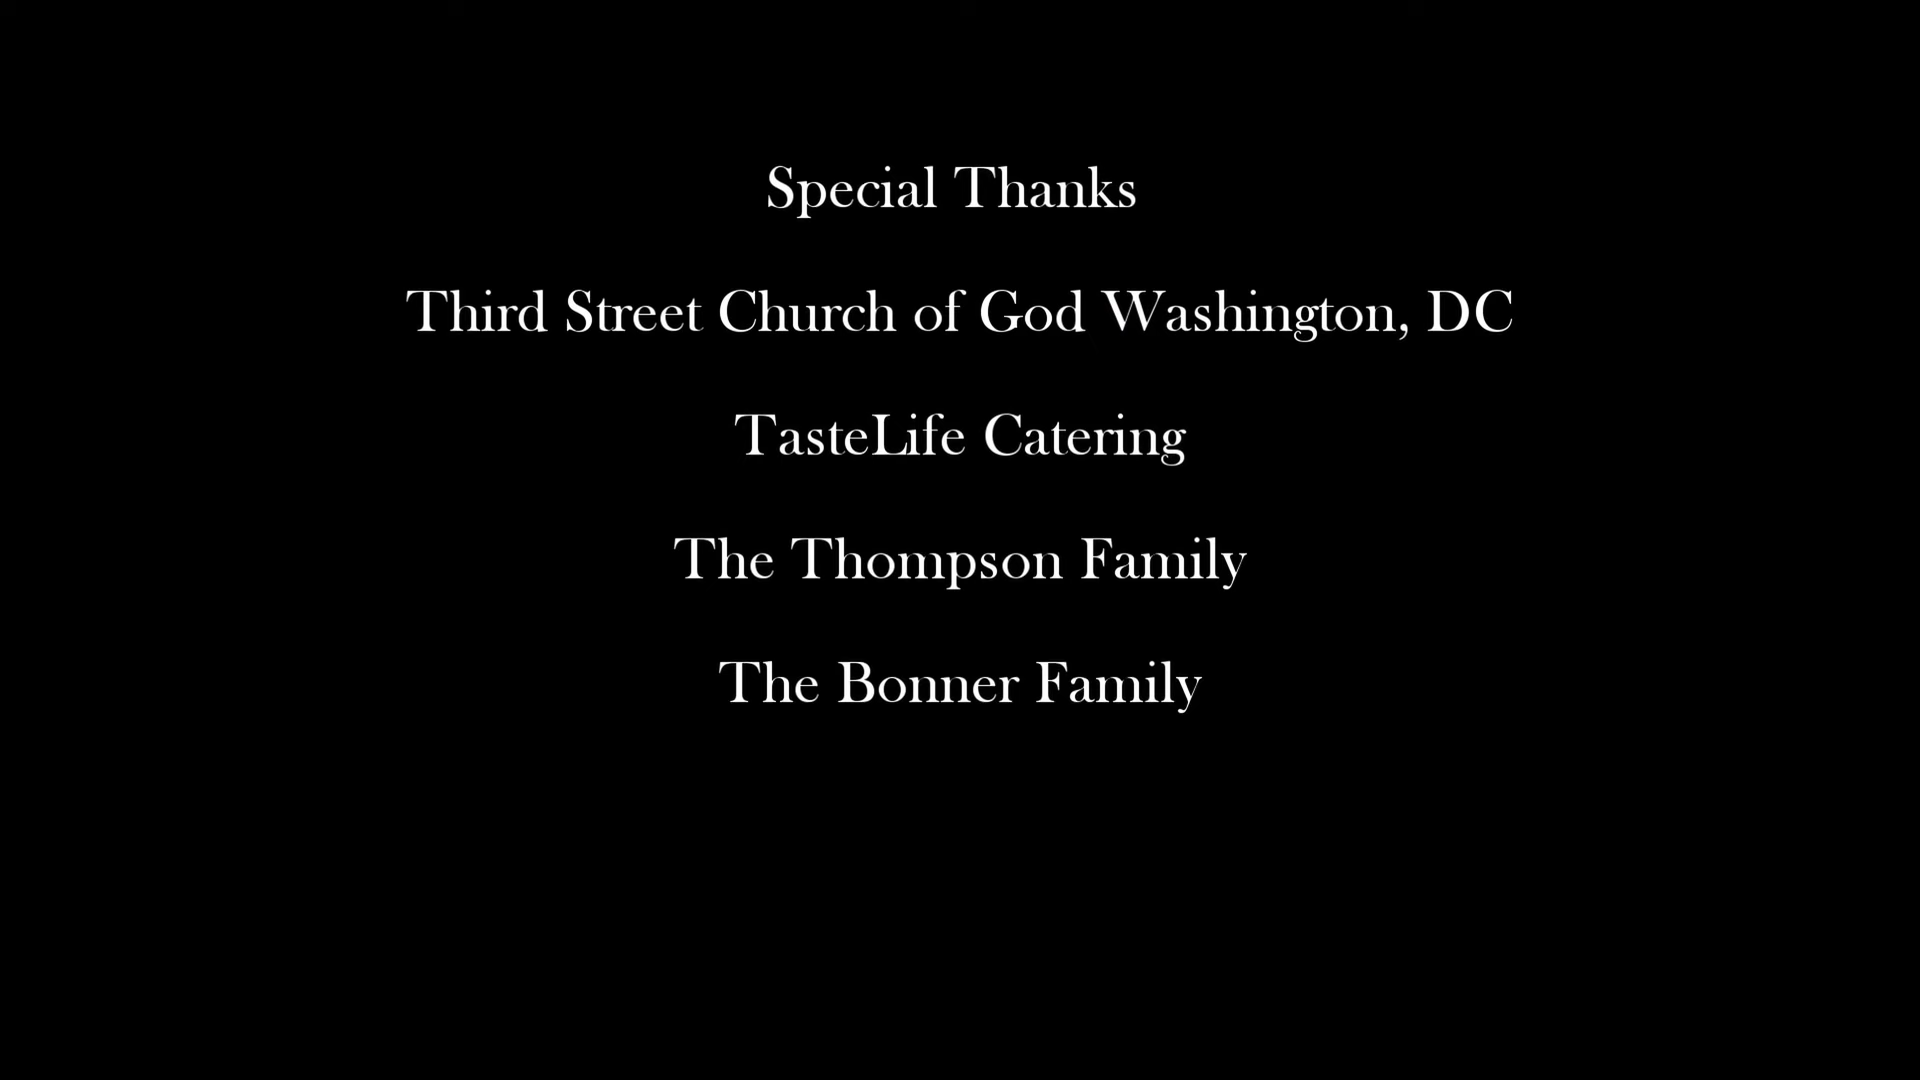 Special Thanks
Third Street Church of God Washington, DC
TasteLife Catering
The Thompson Family
The Bonner Family